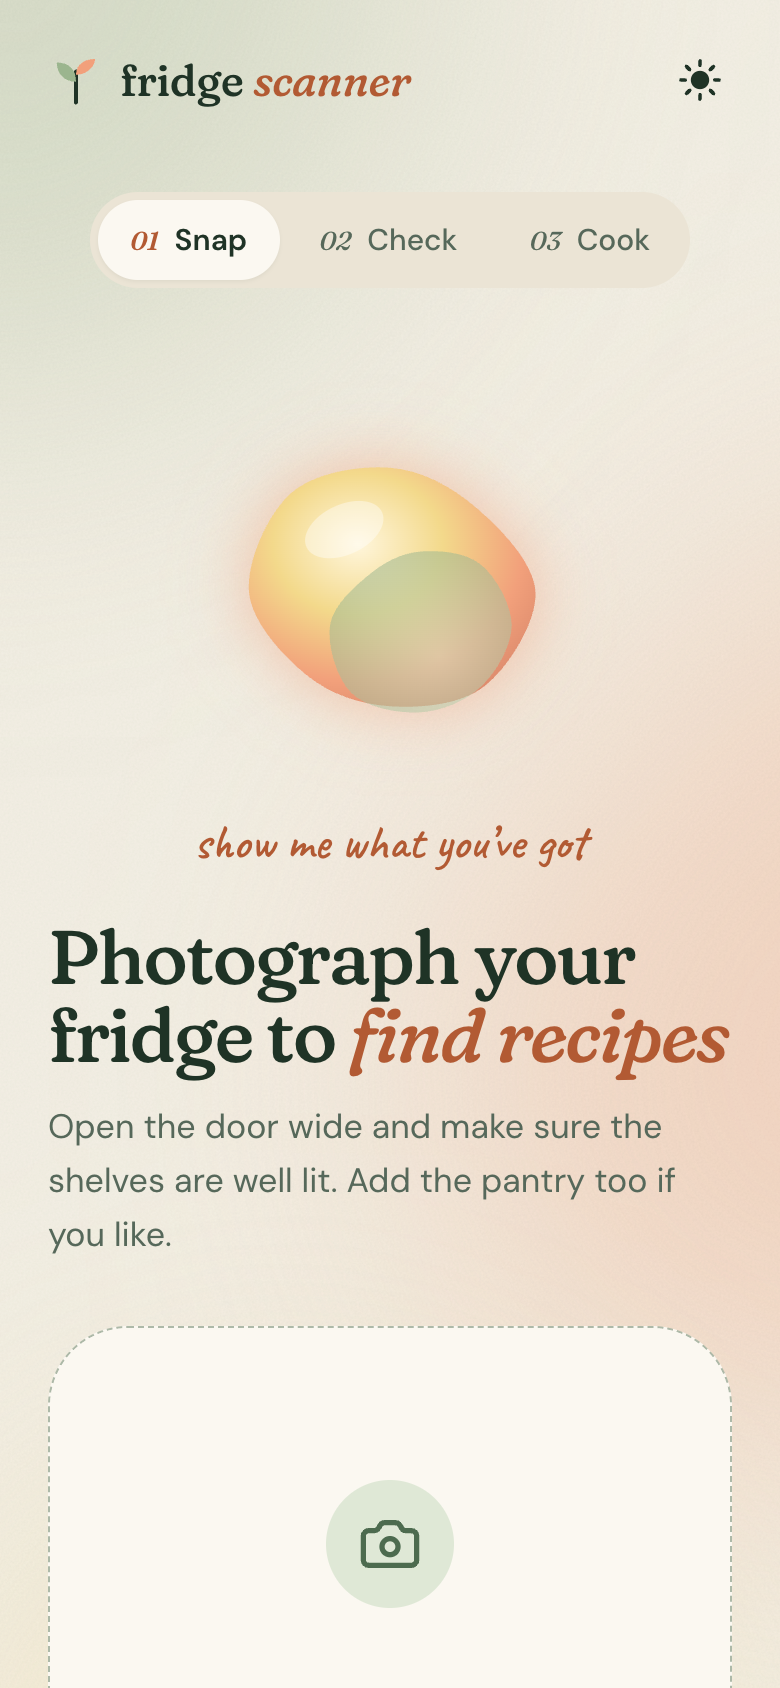 fridge scanner
01 Snap 02 Check 03 Cook
show me what you’ve got
Photograph your
fridge to find recipes
Open the door wide and make sure the
shelves are well lit. Add the pantry too if
you like.